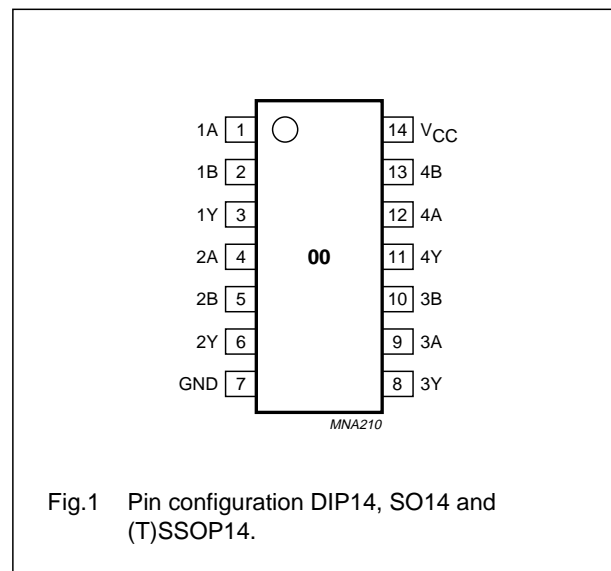 1A 1 14 VCC
1B 2 13 4B
1Y 3 12 4A
2A 4 00 11 4Y
2B 5 10 3B
2Y 6 9 3A
GND 7 8 3Y
MNA210
Fig.1 Pin configuration DIP14, SO14 and
(T)SSOP14.